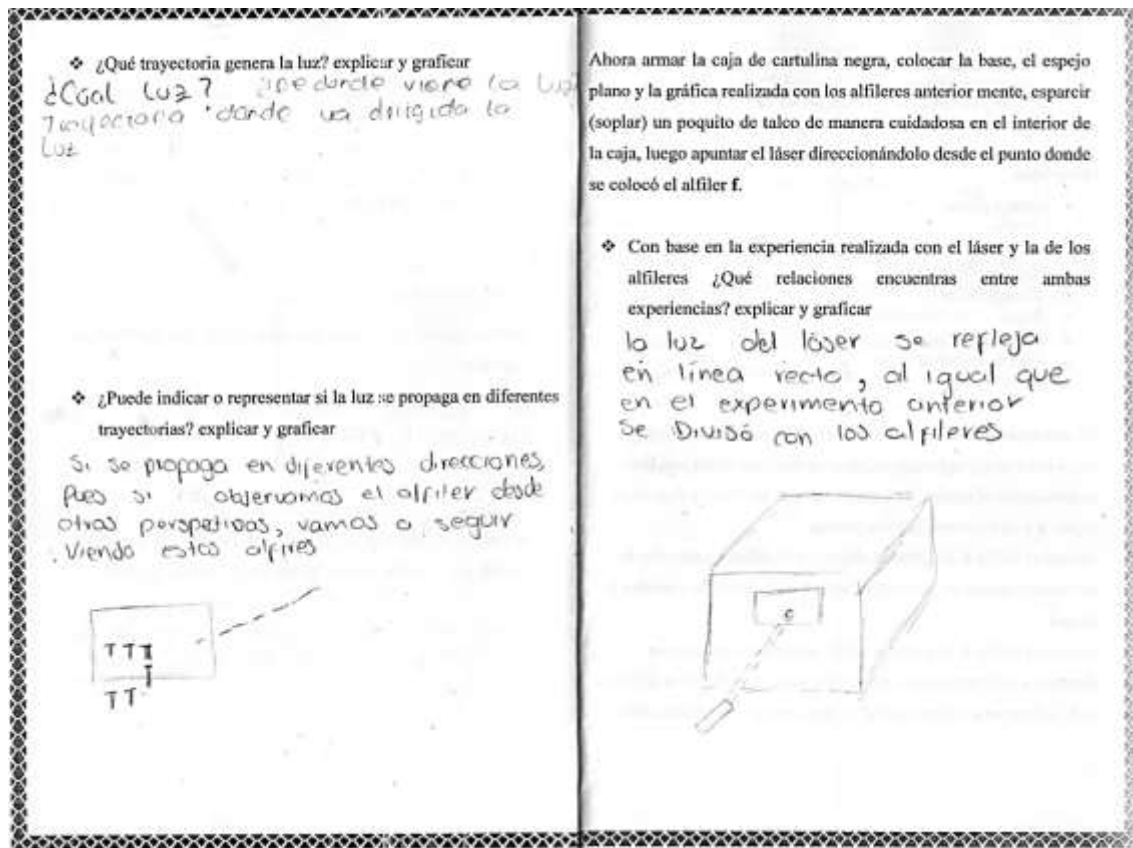 ❖ ¿Qué trayectoria genera la luz? explicar y graficar
¿Cual luz? ¿De donde viene la luz?
Trayectoria donde va dirigida la
luz
❖ ¿Puede indicar o representar si la luz se propaga en diferentes
trayectorias? explicar y graficar
Si se propaga en diferentes direcciones,
Pues si observamos el alfiler desde
otras perspetivas, vamos a seguir
viendo estos alfires
T T T
T
T T
Ahora armar la caja de cartulina negra, colocar la base, el espejo
plano y la gráfica realizada con los alfileres anterior mente, esparcir
(soplar) un poquito de talco de manera cuidadosa en el interior de
la caja, luego apuntar el láser direccionándolo desde el punto donde
se colocó el alfiler f.
❖ Con base en la experiencia realizada con el láser y la de los
alfileres ¿Qué relaciones encuentras entre ambas
experiencias? explicar y graficar
la luz del láser se refleja
en línea recta, al igual que
en el experimento anterior
se Divisó con los alfileres